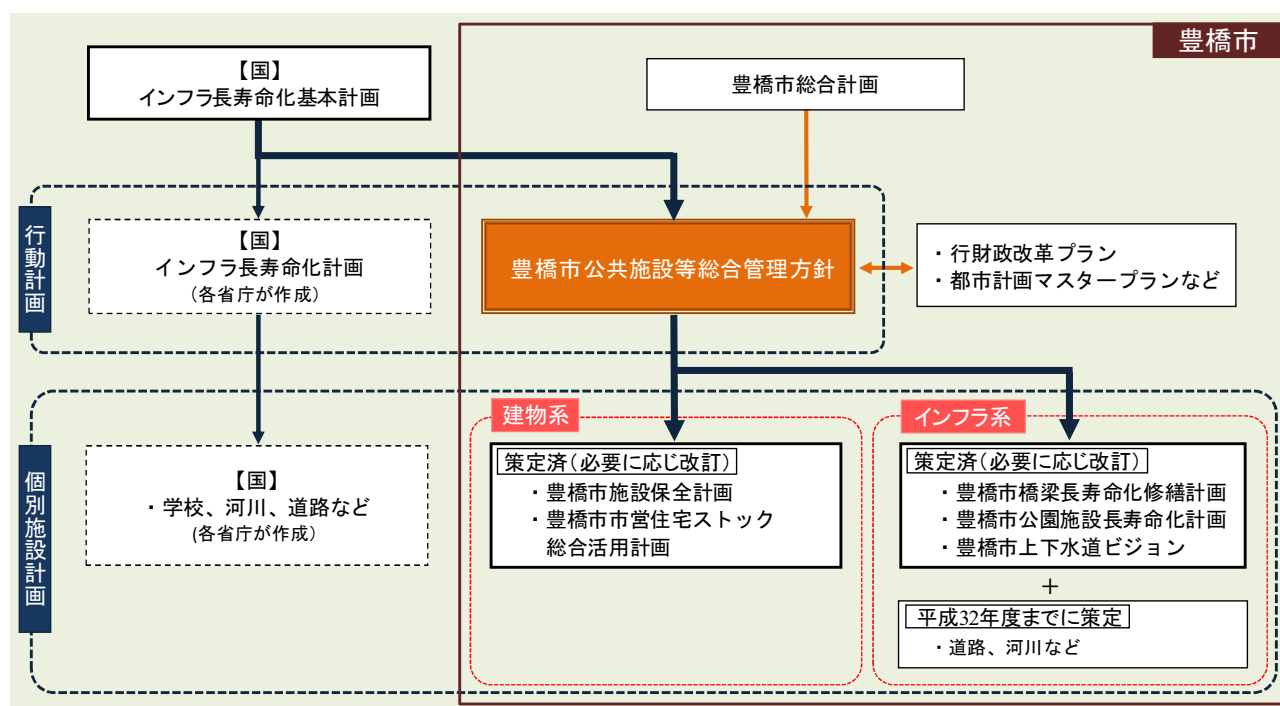 豊橋市
【国】
インフラ長寿命化基本計画
豊橋市総合計画
行動計画
【国】
インフラ長寿命化計画
（各省庁が作成）
豊橋市公共施設等総合管理方針
・行財政改革プラン
・都市計画マスタープランなど
個別施設計画
【国】
・学校、河川、道路など
(各省庁が作成）
建物系
策定済（必要に応じ改訂）
・豊橋市施設保全計画
・豊橋市市営住宅ストック
総合活用計画
インフラ系
策定済（必要に応じ改訂）
・豊橋市橋梁長寿命化修繕計画
・豊橋市公園施設長寿命化計画
・豊橋市上下水道ビジョン
＋
平成32年度までに策定
・道路、河川など